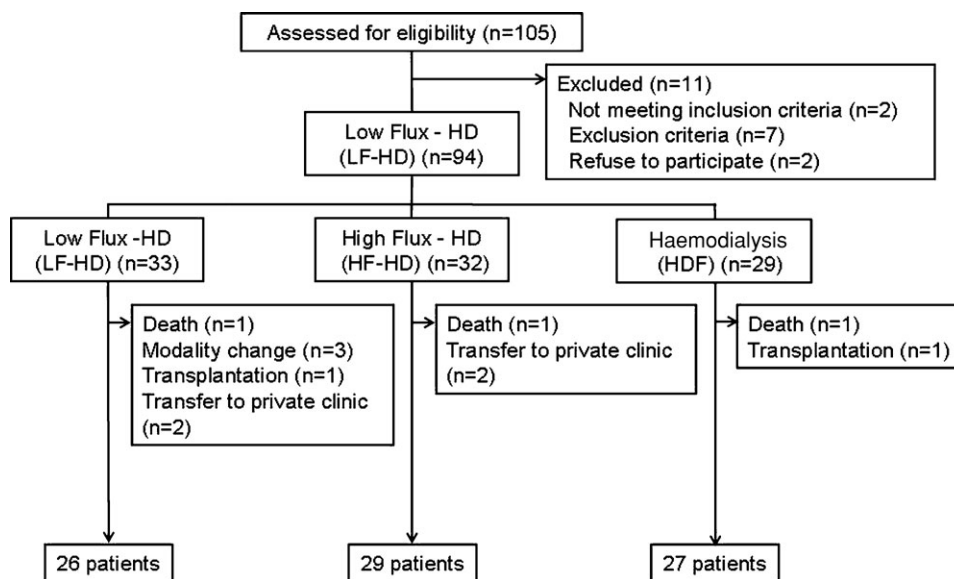 Assessed for eligibility (n=105)
Excluded (n=11)
Not meeting inclusion criteria (n=2)
Exclusion criteria (n=7)
Refuse to participate (n=2)
Low Flux - HD
(LF-HD) (n=94)
Low Flux -HD
(LF-HD) (n=33)
High Flux - HD
(HF-HD) (n=32)
Haemodialysis
(HDF) (n=29)
Death (n=1)
Modality change (n=3)
Transplantation (n=1)
Transfer to private clinic
(n=2)
Death (n=1)
Transfer to private clinic
(n=2)
Death (n=1)
Transplantation (n=1)
26 patients
29 patients
27 patients